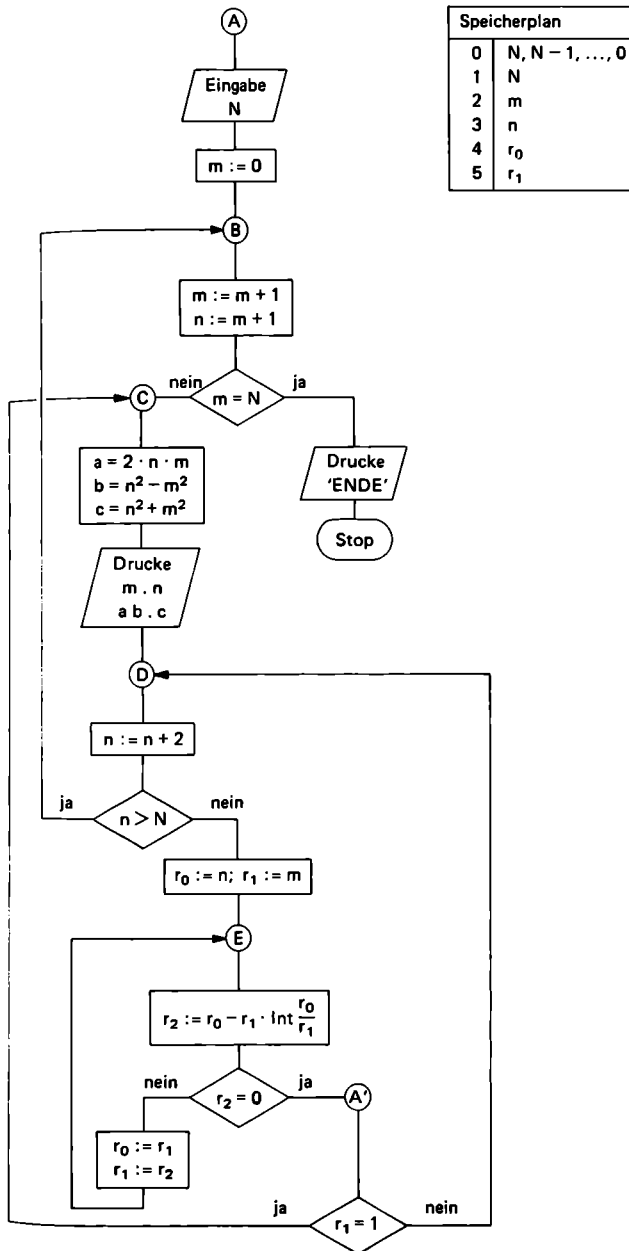 A
Eingabe
N
m := 0
B
m := m + 1
n := m + 1
nein
ja
m = N
C
a = 2 · n · m
b = n² − m²
c = n² + m²
Drucke
'ENDE'
Stop
Drucke
m . n
a b . c
D
n := n + 2
ja
nein
n > N
r₀ := n; r₁ := m
E
r₂ := r₀ − r₁ · Int r₀/r₁
nein
ja
r₂ = 0
A'
r₀ := r₁
r₁ := r₂
ja
nein
r₁ = 1
Speicherplan
0 N, N − 1, ..., 0
1 N
2 m
3 n
4 r₀
5 r₁